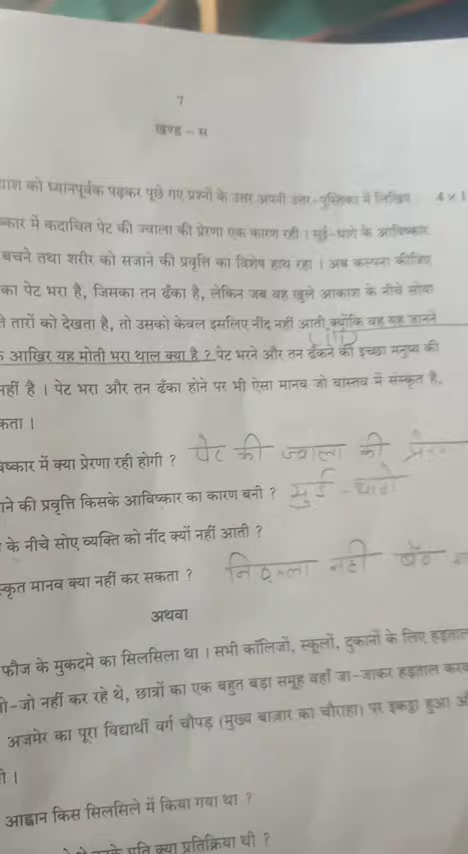 7
खण्ड - स
को ध्यानपूर्वक पढ़कर पूछे गए प्रश्नों के उत्तर अपनी उत्तर-पुस्तिका में लिखिए 4 × 1
में कदाचित पेट की ज्वाला की प्रेरणा एक कारण रही । सुई-धागे के आविष्कार
बचने तथा शरीर को सजाने की प्रवृत्ति का विशेष हाथ रहा । अब कल्पना कीजिए
का पेट भरा है, जिसका तन ढँका है, लेकिन जब वह खुले आकाश के नीचे सोया
तारों को देखता है, तो उसको केवल इसलिए नींद नहीं आती क्योंकि वह यह जानने
आखिर यह मोती भरा थाल क्या है ? पेट भरने और तन ढँकने की इच्छा मनुष्य की
नहीं है । पेट भरा और तन ढँका होने पर भी ऐसा मानव जो वास्तव में संस्कृत है,
कता ।
में क्या प्रेरणा रही होगी ? पेट की ज्वाला की
ने की प्रवृत्ति किसके आविष्कार का कारण बनी ? सुई - धागे
के नीचे सोए व्यक्ति को नींद क्यों नहीं आती ?
मानव क्या नहीं कर सकता ? नही
अथवा
फौज के मुकदमे का सिलसिला था । सभी कॉलिजों, स्कूलों, दुकानों के लिए हड़ताल
-जो नहीं कर रहे थे, छात्रों का एक बहुत बड़ा समूह वहाँ जा-जाकर हड़ताल
अजमेर का पूरा विद्यार्थी वर्ग चौपड़ (मुख्य बाज़ार का चौराहा) पर इकट्ठा हुआ
।
आह्वान किस सिलसिले में किया गया था ?
प्रति क्या प्रतिक्रिया थी ?